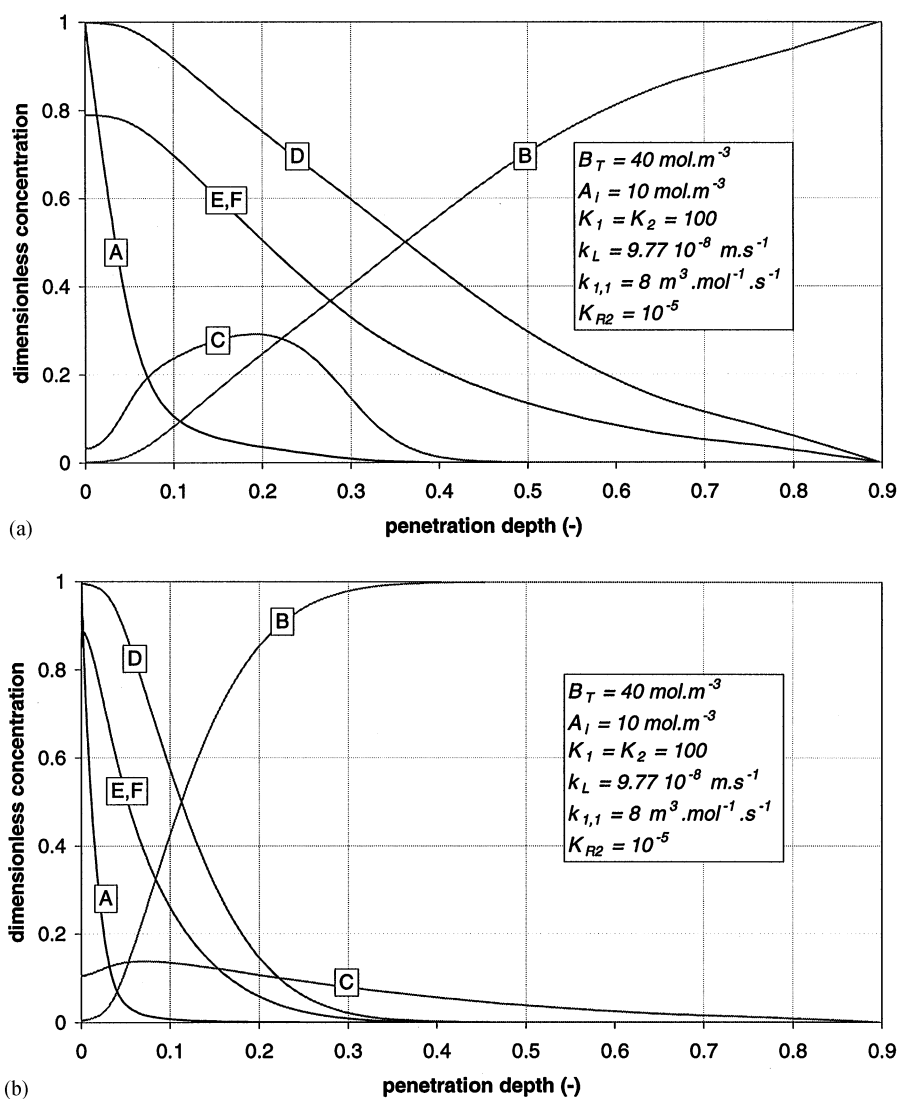 1
0.8
0.6
0.4
0.2
0
dimensionless concentration
D
B
E,F
A
C
B_T = 40 mol.m^-3
A_I = 10 mol.m^-3
K_1 = K_2 = 100
k_L = 9.77 10^-8 m.s^-1
k_1,1 = 8 m^3 .mol^-1 .s^-1
K_R2 = 10^-5
0 0.1 0.2 0.3 0.4 0.5 0.6 0.7 0.8 0.9
penetration depth (-)
(a)
1
0.8
0.6
0.4
0.2
0
dimensionless concentration
B
D
E,F
A
C
B_T = 40 mol.m^-3
A_I = 10 mol.m^-3
K_1 = K_2 = 100
k_L = 9.77 10^-8 m.s^-1
k_1,1 = 8 m^3 .mol^-1 .s^-1
K_R2 = 10^-5
0 0.1 0.2 0.3 0.4 0.5 0.6 0.7 0.8 0.9
penetration depth (-)
(b)